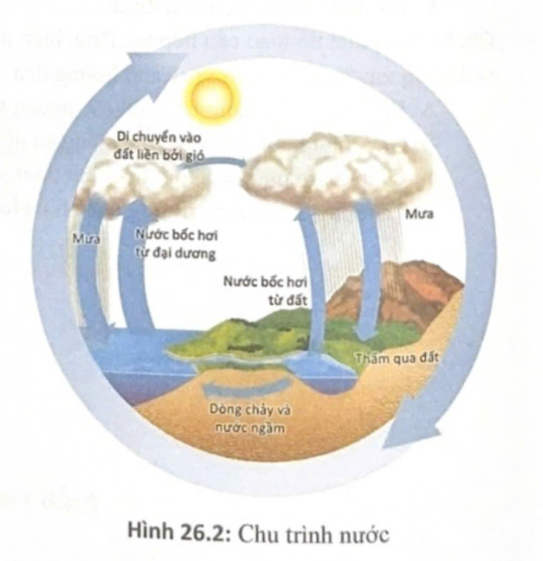 Di chuyển vào
đất liền bởi gió
Mưa
Nước bốc hơi
từ đại dương
Mưa
Nước bốc hơi
từ đất
Thấm qua đất
Dòng chảy và
nước ngầm
Hình 26.2: Chu trình nước